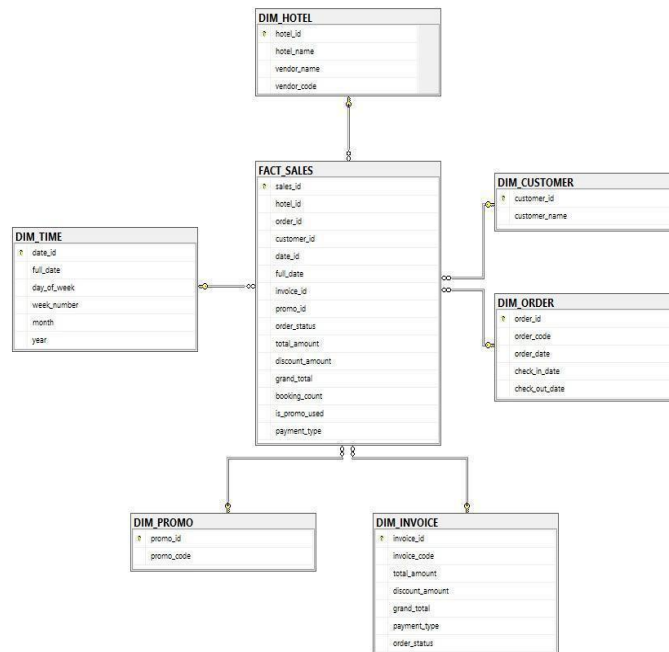 DIM_HOTEL
hotel_id
hotel_name
vendor_name
vendor_code
FACT_SALES
sales_id
hotel_id
order_id
customer_id
date_id
full_date
invoice_id
promo_id
order_status
total_amount
discount_amount
grand_total
booking_count
is_promo_used
payment_type
DIM_CUSTOMER
customer_id
customer_name
DIM_TIME
date_id
full_date
day_of_week
week_number
month
year
DIM_ORDER
order_id
order_code
order_date
check_in_date
check_out_date
DIM_PROMO
promo_id
promo_code
DIM_INVOICE
invoice_id
invoice_code
total_amount
discount_amount
grand_total
payment_type
order_status